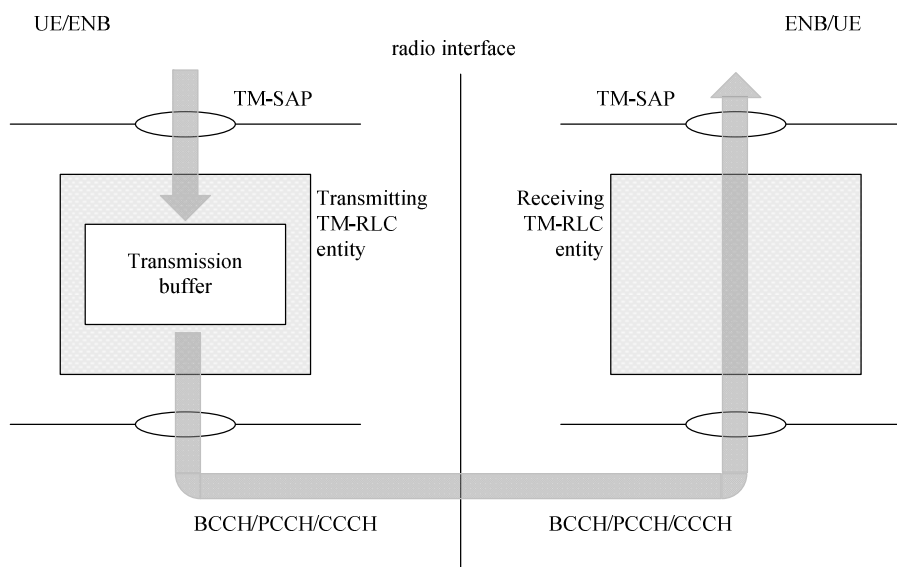 UE/ENB
ENB/UE
radio interface
TM-SAP
TM-SAP
Transmitting
TM-RLC
entity
Receiving
TM-RLC
entity
Transmission
buffer
BCCH/PCCH/CCCH
BCCH/PCCH/CCCH